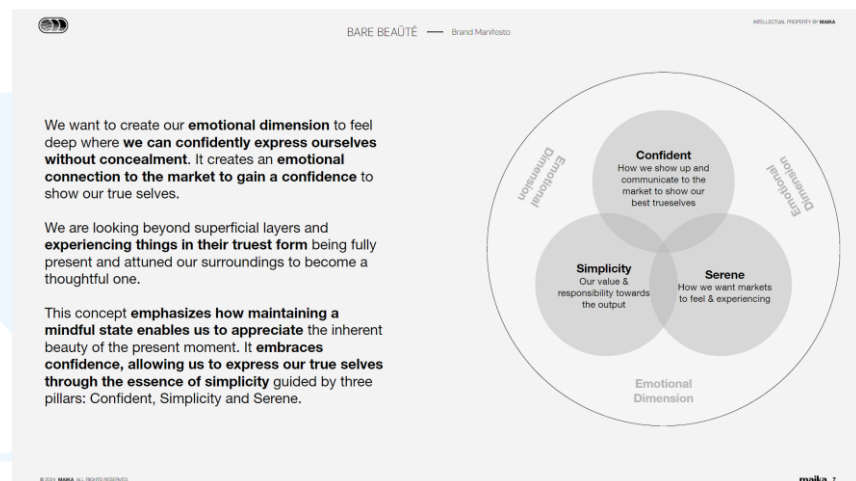 BARE BEAŪTÉ — Brand Manifesto
INTELLECTUAL PROPERTY BY MAIKA
We want to create our emotional dimension to feel
deep where we can confidently express ourselves
without concealment. It creates an emotional
connection to the market to gain a confidence to
show our true selves.
We are looking beyond superficial layers and
experiencing things in their truest form being fully
present and attuned our surroundings to become a
thoughtful one.
This concept emphasizes how maintaining a
mindful state enables us to appreciate the inherent
beauty of the present moment. It embraces
confidence, allowing us to express our true selves
through the essence of simplicity guided by three
pillars: Confident, Simplicity and Serene.
Emotional
Dimension
Emotional
Dimension
Confident
How we show up and
communicate to the
market to show our
best trueselves
Simplicity
Our value &
responsibility towards
the output
Serene
How we want markets
to feel & experiencing
Emotional
Dimension
© 2024 MAIKA. ALL RIGHTS RESERVED.
maika 7